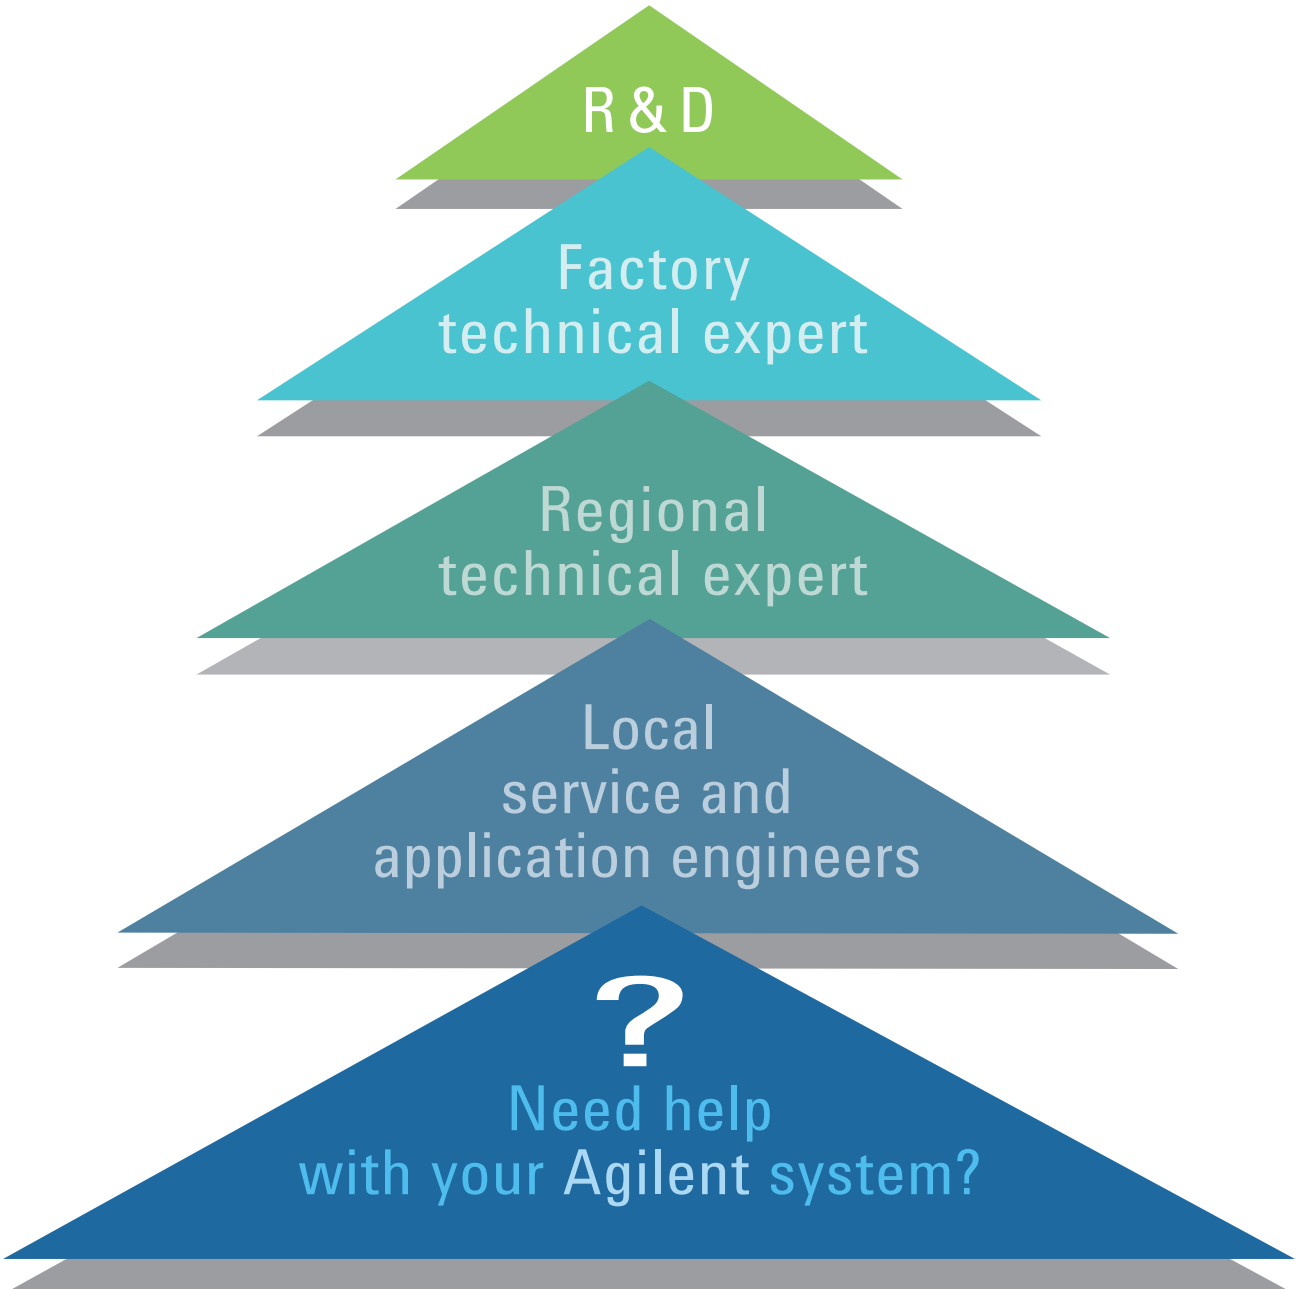 R & D
Factory
technical expert
Regional
technical expert
Local
service and
application engineers
?
Need help
with your Agilent system?